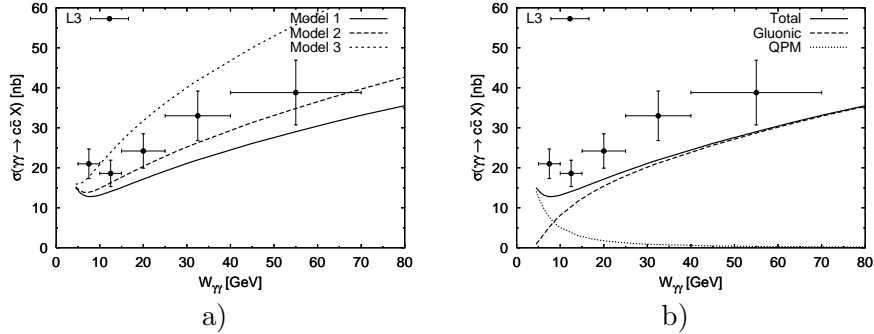 60
50
40
30
20
10
0
0 10 20 30 40 50 60 70 80
σ(γγ → cc̄ X) [nb]
W_γγ [GeV]
L3
Model 1
Model 2
Model 3
a)
60
50
40
30
20
10
0
0 10 20 30 40 50 60 70 80
σ(γγ → cc̄ X) [nb]
W_γγ [GeV]
L3
Total
Gluonic
QPM
b)